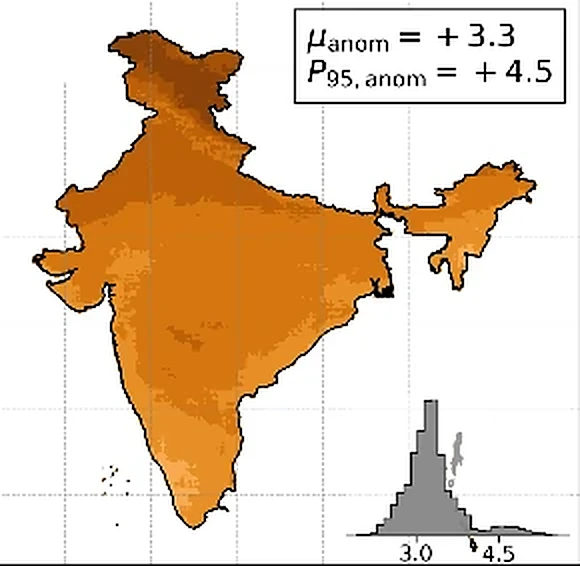 μanom = +3.3
P95, anom = +4.5
3.0 4.5